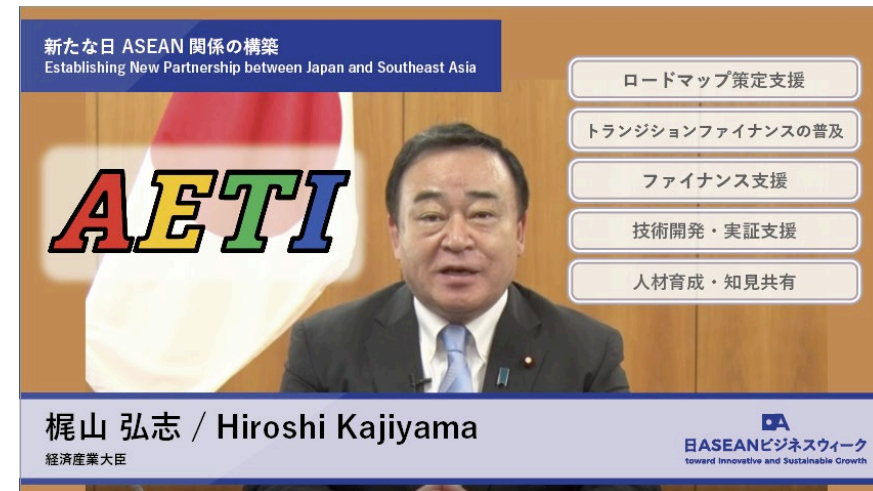 新たな日 ASEAN 関係の構築
Establishing New Partnership between Japan and Southeast Asia
AETI
ロードマップ策定支援
トランジションファイナンスの普及
ファイナンス支援
技術開発・実証支援
人材育成・知見共有
梶山 弘志 / Hiroshi Kajiyama
経済産業大臣
日ASEANビジネスウィーク
toward Innovative and Sustainable Growth